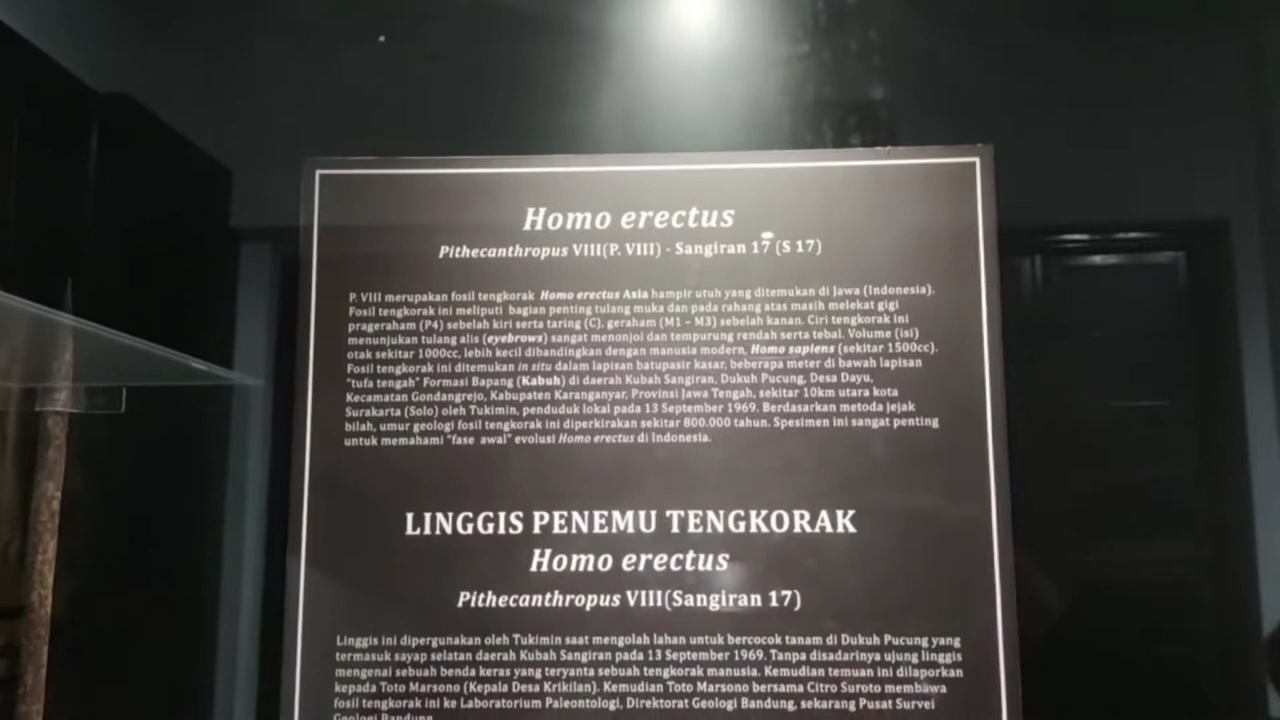 Homo erectus
Pithecanthropus VIII(P. VIII) - Sangiran 17 (S 17)
P. VIII merupakan fosil tengkorak Homo erectus Asia hampir utuh yang ditemukan di Jawa (Indonesia).
Fosil tengkorak ini meliputi bagian penting tulang muka dan pada rahang atas masih melekat gigi
prageraham (P4) sebelah kiri serta taring (C), geraham (M1 – M3) sebelah kanan. Ciri tengkorak ini
menunjukan tulang alis (eyebrows) sangat menonjol dan tempurung rendah serta tebal. Volume (isi)
otak sekitar 1000cc, lebih kecil dibandingkan dengan manusia modern, Homo sapiens (sekitar 1500cc).
Fosil tengkorak ini ditemukan in situ dalam lapisan batupasir kasar, beberapa meter di bawah lapisan
"tufa tengah" Formasi Bapang (Kabuh) di daerah Kubah Sangiran, Dukuh Pucung, Desa Dayu,
Kecamatan Gondangrejo, Kabupaten Karanganyar, Provinsi Jawa Tengah, sekitar 10km utara kota
Surakarta (Solo) oleh Tukimin, penduduk lokal pada 13 September 1969. Berdasarkan metoda jejak
bilah, umur geologi fosil tengkorak ini diperkirakan sekitar 800.000 tahun. Spesimen ini sangat penting
untuk memahami "fase awal" evolusi Homo erectus di Indonesia.
LINGGIS PENEMU TENGKORAK
Homo erectus
Pithecanthropus VIII(Sangiran 17)
Linggis ini dipergunakan oleh Tukimin saat mengolah lahan untuk bercocok tanam di Dukuh Pucung yang
termasuk sayap selatan daerah Kubah Sangiran pada 13 September 1969. Tanpa disadarinya ujung linggis
mengenai sebuah benda keras yang teryanta sebuah tengkorak manusia. Kemudian temuan ini dilaporkan
kepada Toto Marsono (Kepala Desa Krikilan). Kemudian Toto Marsono bersama Citro Suroto membawa
fosil tengkorak ini ke Laboratorium Paleontologi, Direktorat Geologi Bandung, sekarang Pusat Survei
Geologi Bandung